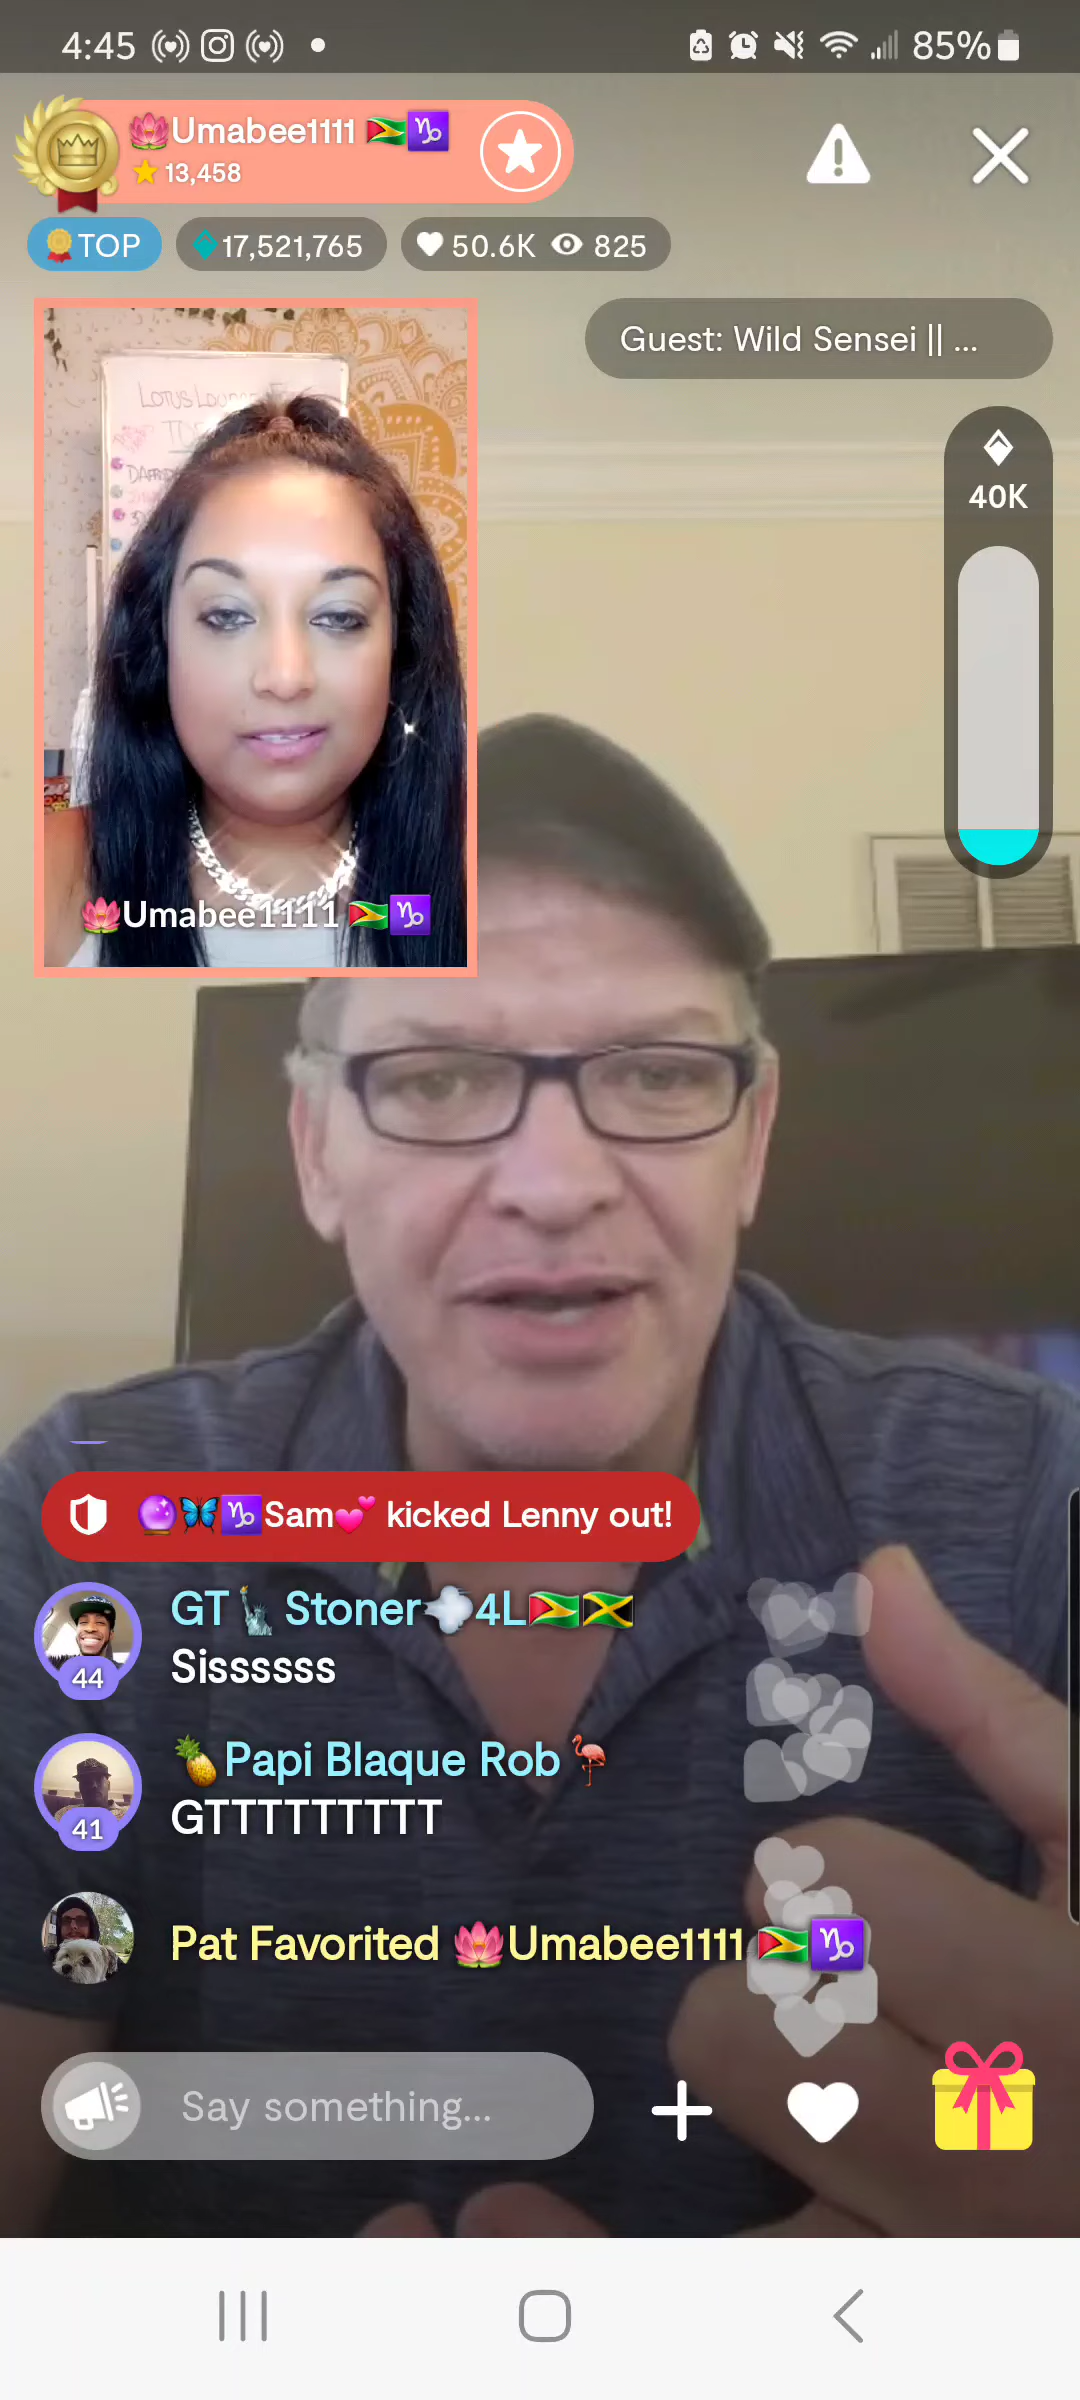 4:45 85%
🪷Umabee1111 🇬🇾♑
⭐ 13,458
TOP 17,521,765 50.6K 825
Guest: Wild Sensei || ...
40K
🪷Umabee1111 🇬🇾♑
🔮🦋♑Sam💕 kicked Lenny out!
GT🗽Stoner💨4L🇬🇾🇯🇲
Sissssss
44
🍍Papi Blaque Rob🦩
GTTTTTTTTT
41
Pat Favorited 🪷Umabee1111 🇬🇾♑
Say something...